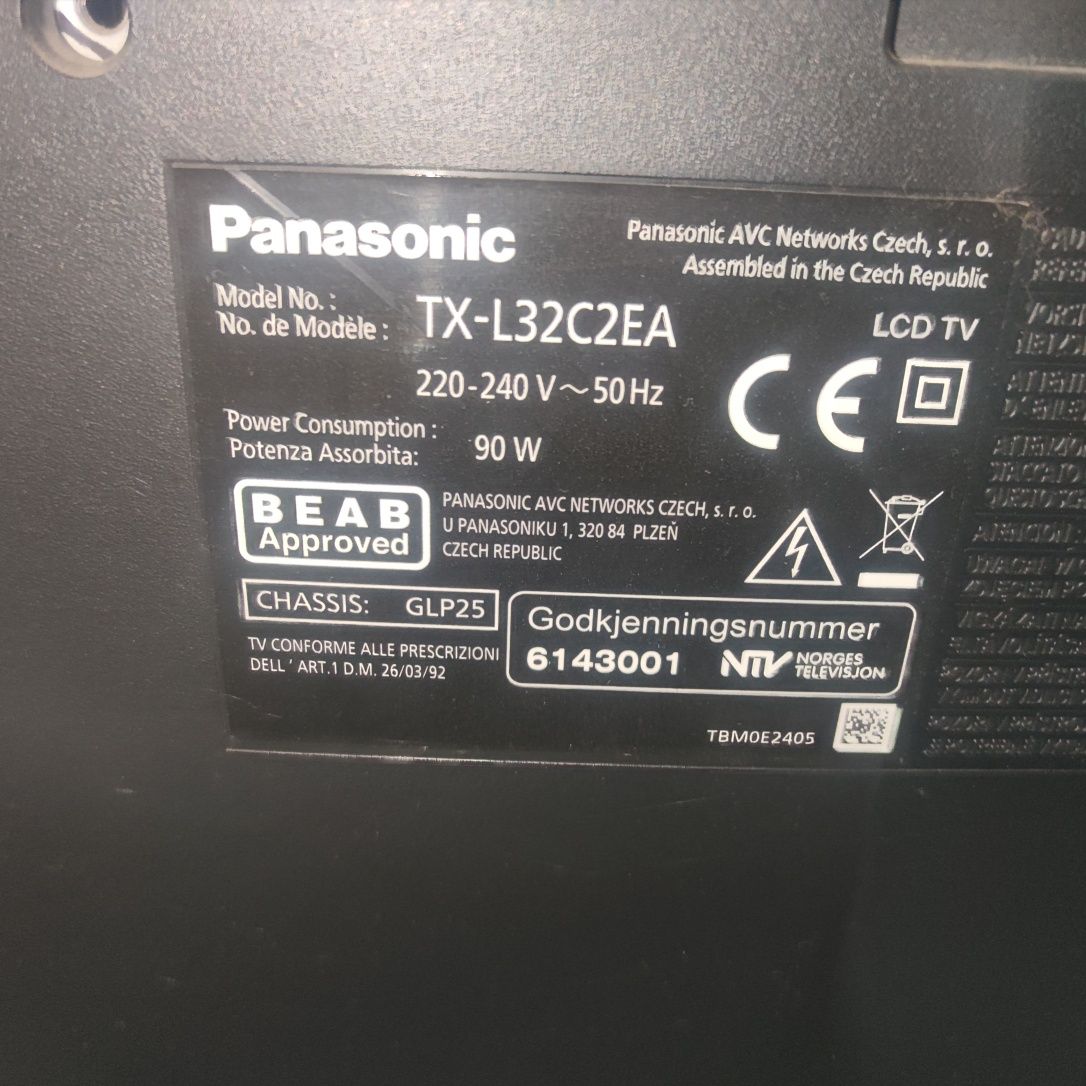 Panasonic
Panasonic AVC Networks Czech, s. r. o.
Assembled in the Czech Republic
Model No. :
No. de Modèle :
TX-L32C2EA
LCD TV
220-240 V ~ 50 Hz
CE
Power Consumption :
Potenza Assorbita:
90 W
BEAB
Approved
PANASONIC AVC NETWORKS CZECH, s. r. o.
U PANASONIKU 1, 320 84 PLZEŇ
CZECH REPUBLIC
CHASSIS: GLP25
TV CONFORME ALLE PRESCRIZIONI
DELL ' ART.1 D.M. 26/03/92
Godkjenningsnummer
6143001
NTV NORGES
TELEVISJON
TBM0E2405